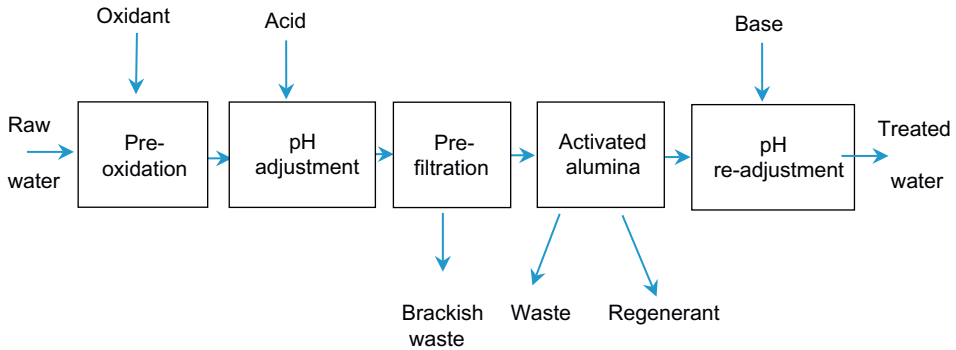 Oxidant
Acid
Base
Raw
water
Pre-
oxidation
pH
adjustment
Pre-
filtration
Activated
alumina
pH
re-adjustment
Treated
water
Brackish
waste
Waste
Regenerant